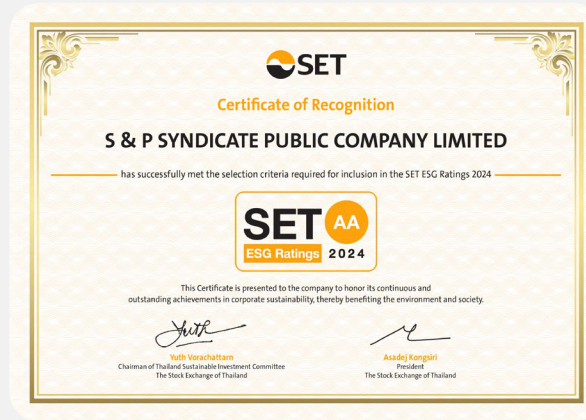 SET
Certificate of Recognition
S & P SYNDICATE PUBLIC COMPANY LIMITED
has successfully met the selection criteria required for inclusion in the SET ESG Ratings 2024
SET AA
ESG Ratings 2024
This Certificate is presented to the company to honor its continuous and
outstanding achievements in corporate sustainability, thereby benefiting the environment and society.
Yuth
Yuth Vorachattarn
Chairman of Thailand Sustainable Investment Committee
The Stock Exchange of Thailand
Asadej Kongsiri
President
The Stock Exchange of Thailand